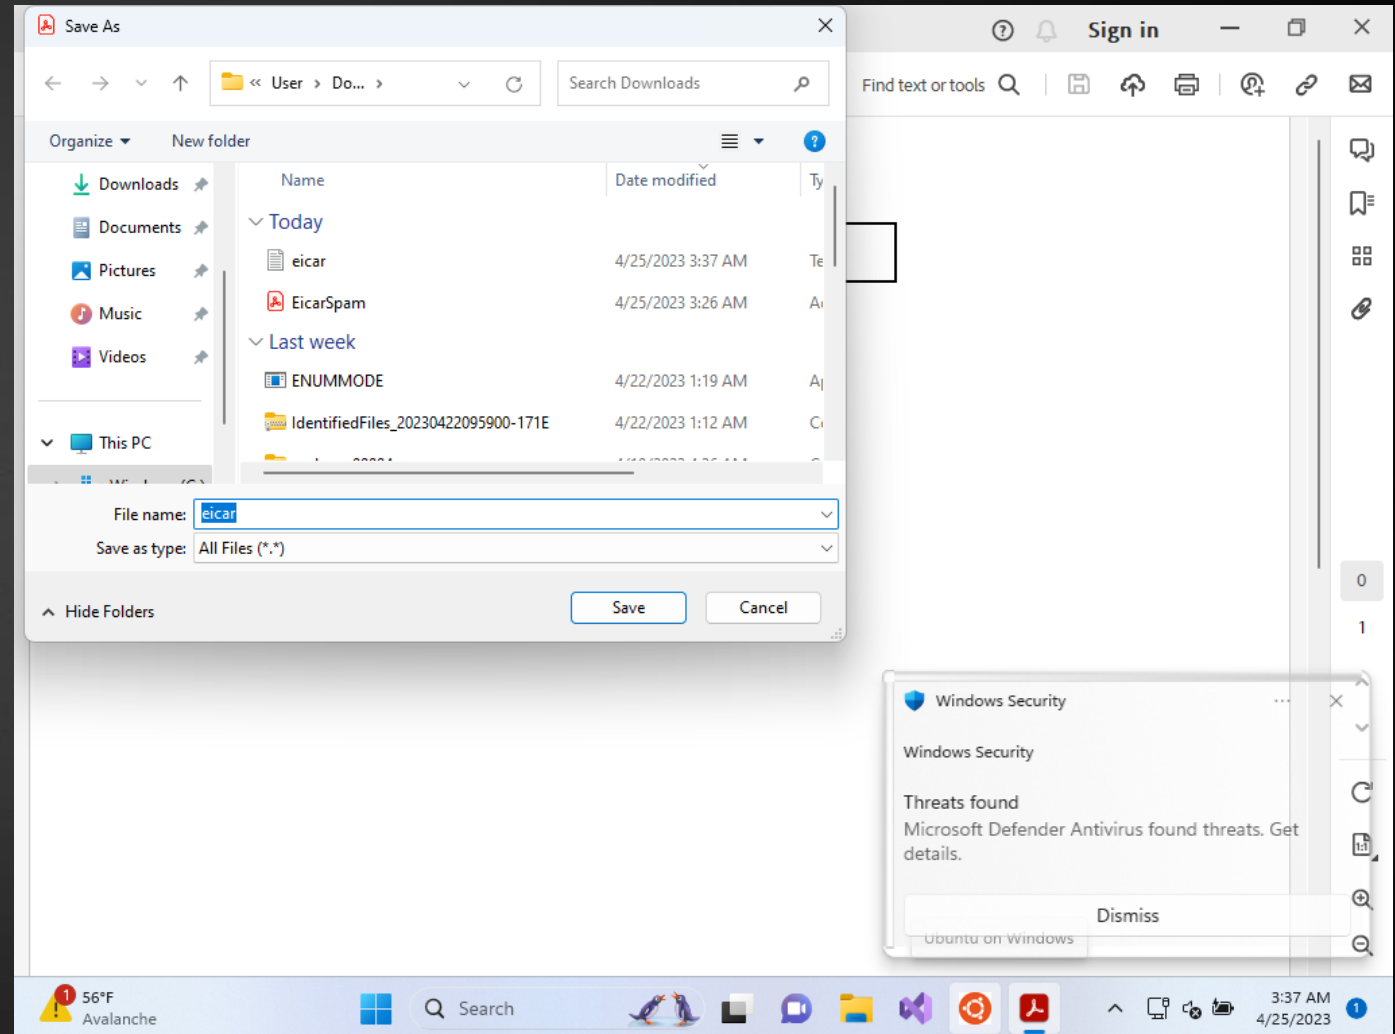 Save As
Sign in
User > Do... >
Search Downloads
Find text or tools
Organize
New folder
Downloads
Documents
Pictures
Music
Videos
This PC
Name
Date modified
Ty
Today
eicar
4/25/2023 3:37 AM
Te
EicarSpam
4/25/2023 3:26 AM
Last week
ENUMMODE
4/22/2023 1:19 AM
IdentifiedFiles_20230422095900-171E
4/22/2023 1:12 AM
File name: eicar
Save as type: All Files (*.*)
Hide Folders
Save
Cancel
0
1
Windows Security
Windows Security
Threats found
Microsoft Defender Antivirus found threats. Get
details.
Dismiss
Ubuntu on Windows
1
56°F
Avalanche
Search
3:37 AM
4/25/2023
1